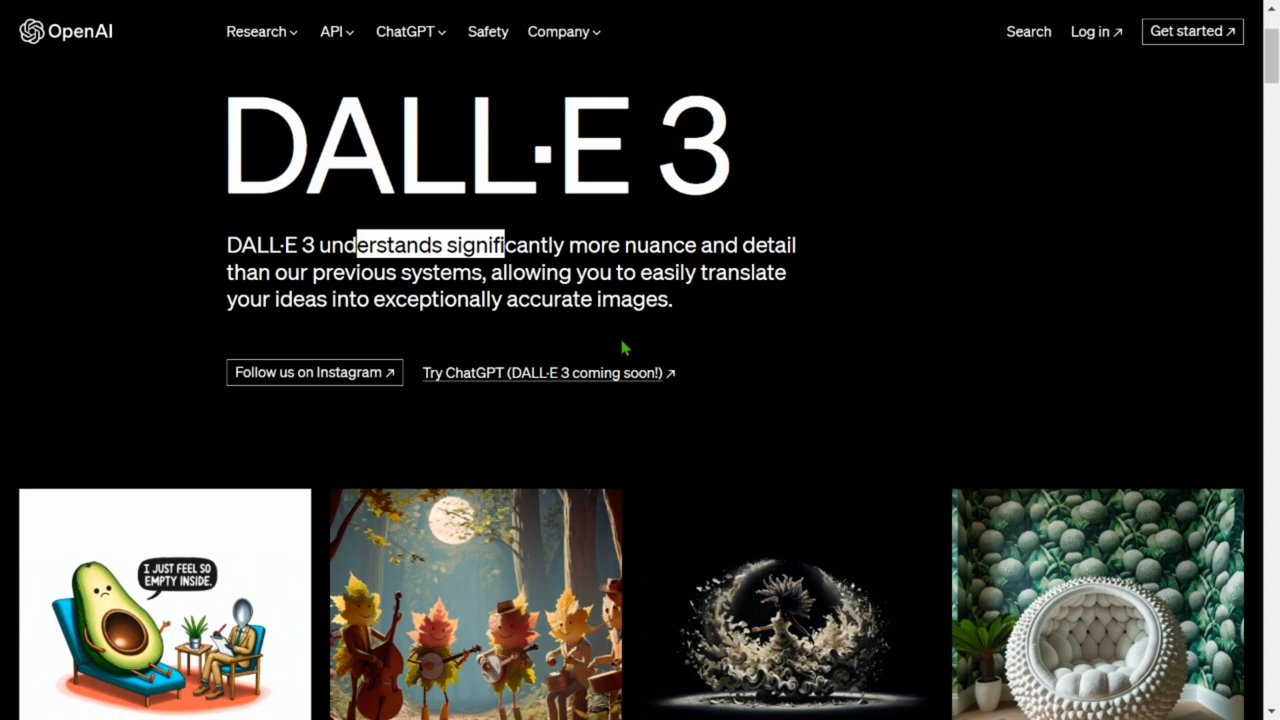 OpenAI
Research API ChatGPT Safety Company Search Log in ↗ Get started ↗
DALL·E 3
DALL·E 3 understands significantly more nuance and detail
than our previous systems, allowing you to easily translate
your ideas into exceptionally accurate images.
Follow us on Instagram ↗ Try ChatGPT (DALL·E 3 coming soon!) ↗
I JUST FEEL SO
EMPTY INSIDE.